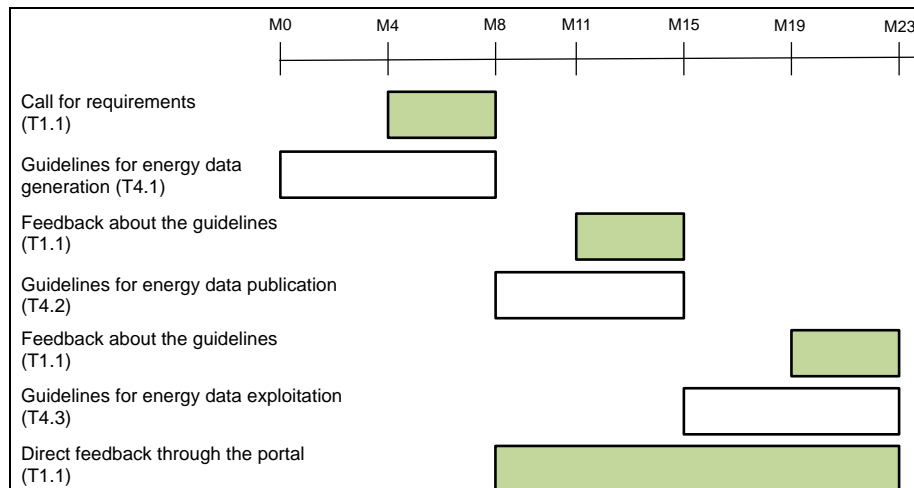 M0 M4 M8 M11 M15 M19 M23
Call for requirements
(T1.1)
Guidelines for energy data
generation (T4.1)
Feedback about the guidelines
(T1.1)
Guidelines for energy data publication
(T4.2)
Feedback about the guidelines
(T1.1)
Guidelines for energy data exploitation
(T4.3)
Direct feedback through the portal
(T1.1)